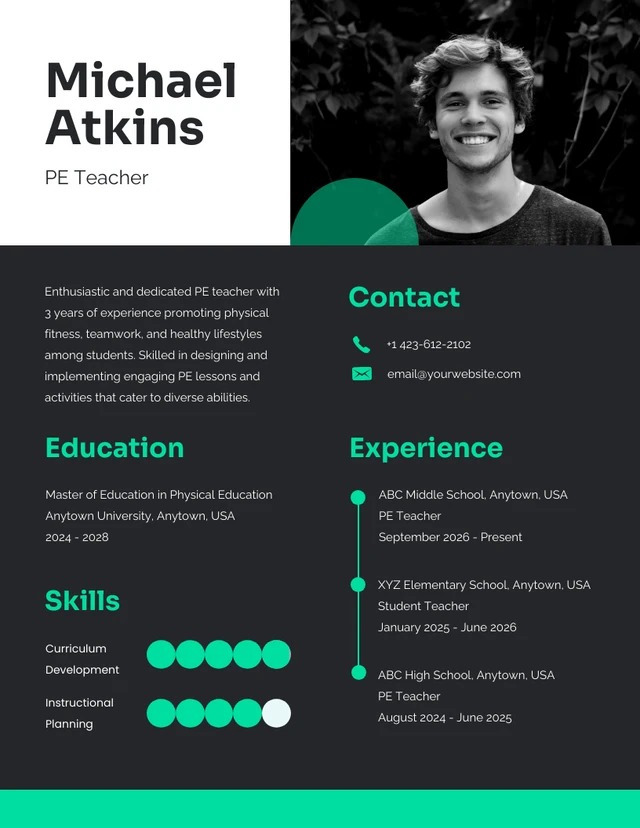 Michael
Atkins
PE Teacher
Enthusiastic and dedicated PE teacher with
3 years of experience promoting physical
fitness, teamwork, and healthy lifestyles
among students. Skilled in designing and
implementing engaging PE lessons and
activities that cater to diverse abilities.
Contact
+1 423-612-2102
email@yourwebsite.com
Education
Master of Education in Physical Education
Anytown University, Anytown, USA
2024 - 2028
Skills
Curriculum
Development
Instructional
Planning
Experience
ABC Middle School, Anytown, USA
PE Teacher
September 2026 - Present
XYZ Elementary School, Anytown, USA
Student Teacher
January 2025 - June 2026
ABC High School, Anytown, USA
PE Teacher
August 2024 - June 2025